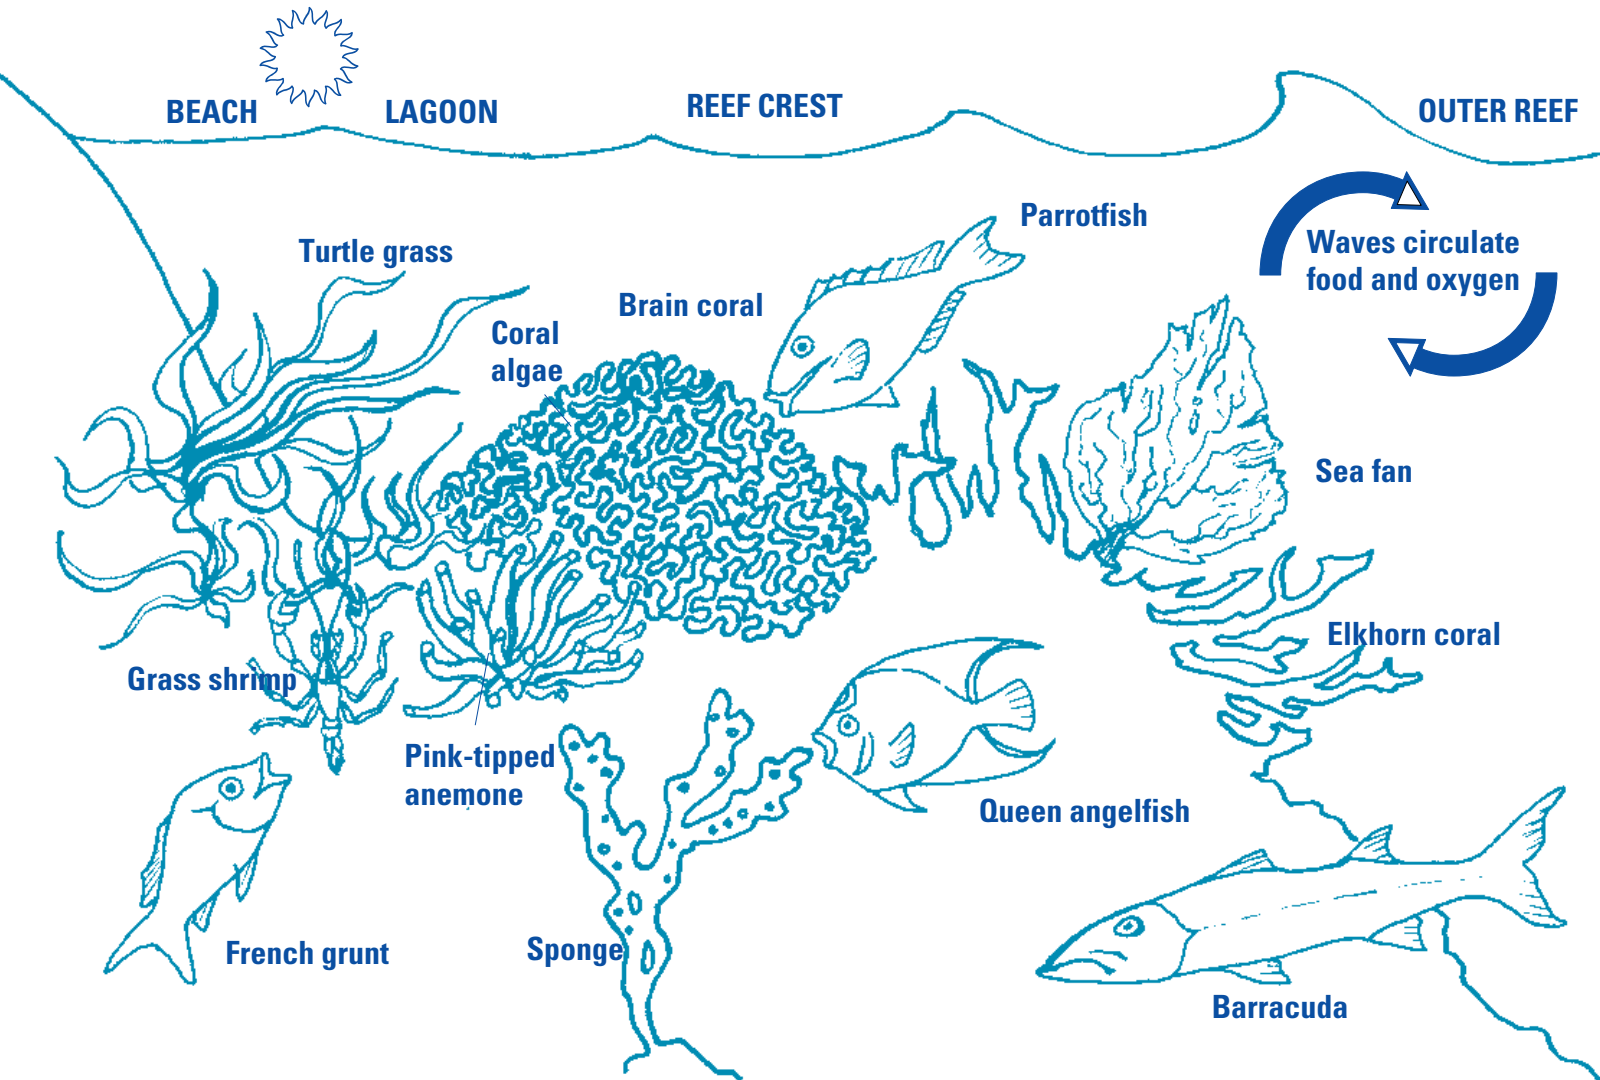 BEACH
LAGOON
REEF CREST
OUTER REEF
Parrotfish
Waves circulate
food and oxygen
Turtle grass
Brain coral
Coral
algae
Sea fan
Elkhorn coral
Grass shrimp
Pink-tipped
anemone
Queen angelfish
French grunt
Sponge
Barracuda